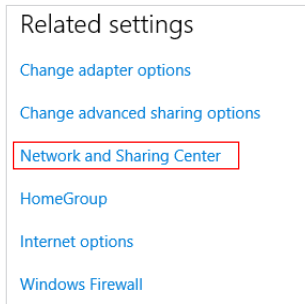 Related settings
Change adapter options
Change advanced sharing options
Network and Sharing Center
HomeGroup
Internet options
Windows Firewall